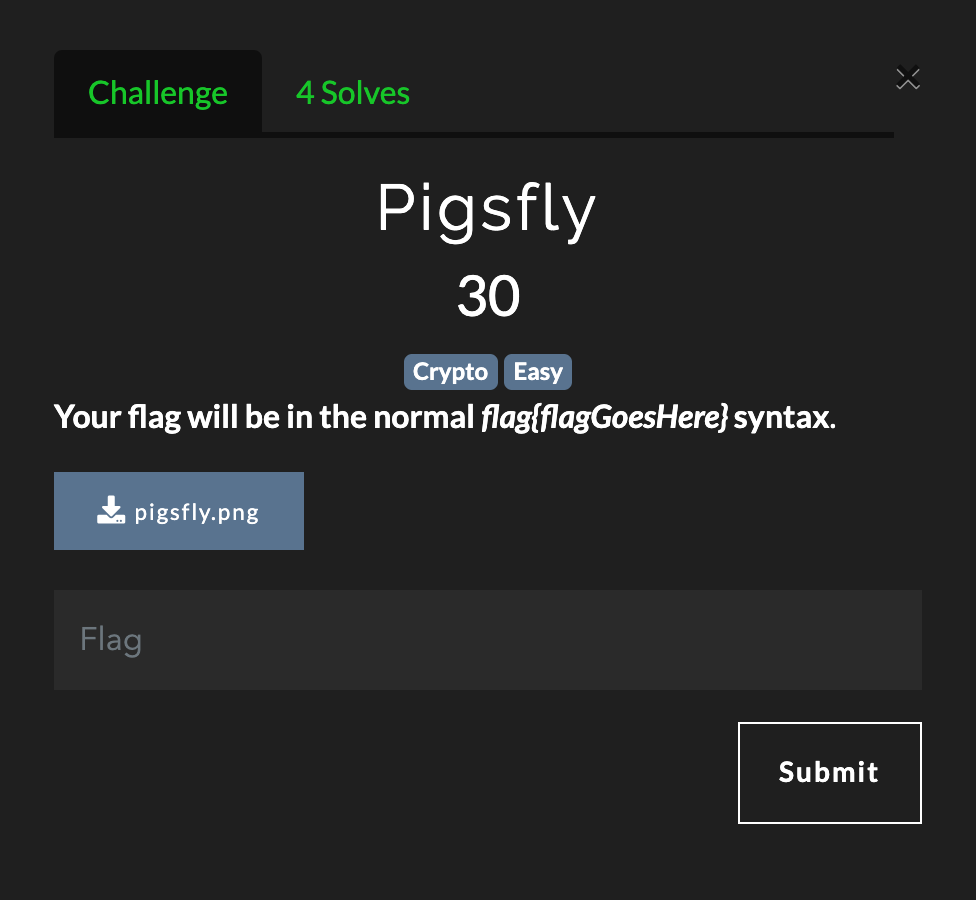 Challenge
4 Solves
Pigsfly
30
Crypto Easy
Your flag will be in the normal flag{flagGoesHere} syntax.
pigsfly.png
Flag
Submit